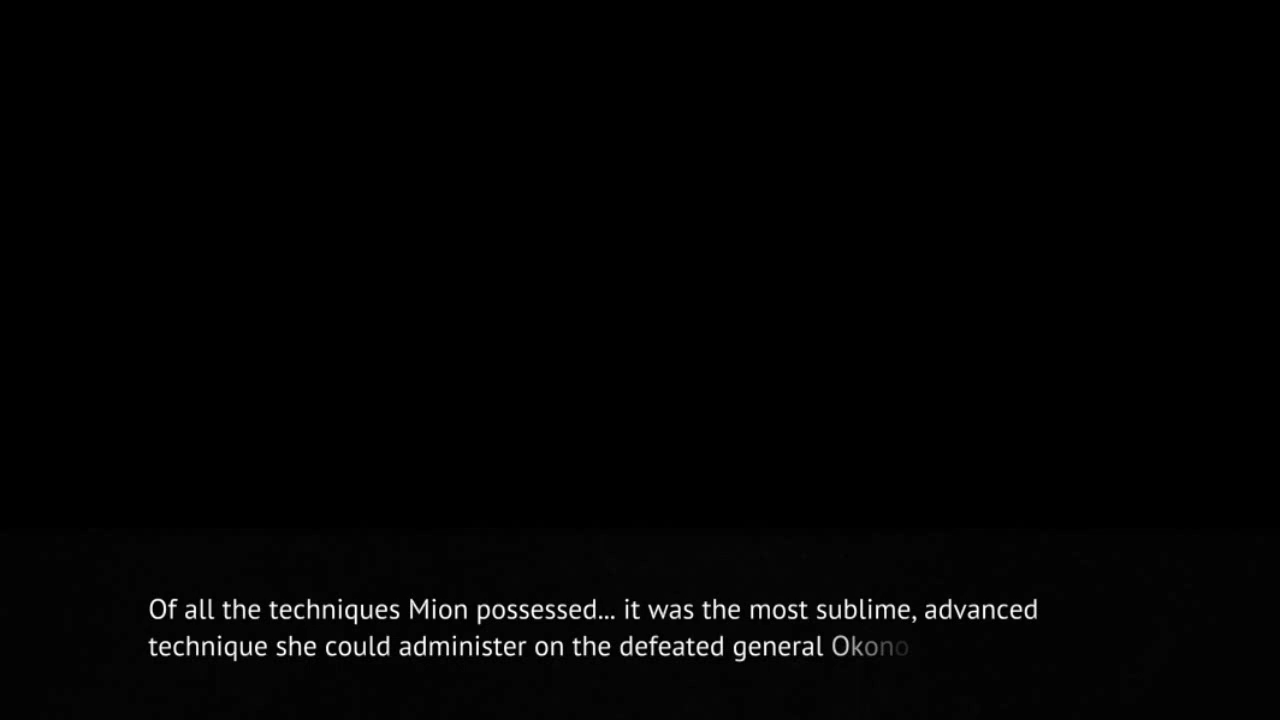 Of all the techniques Mion possessed... it was the most sublime, advanced
technique she could administer on the defeated general Okono